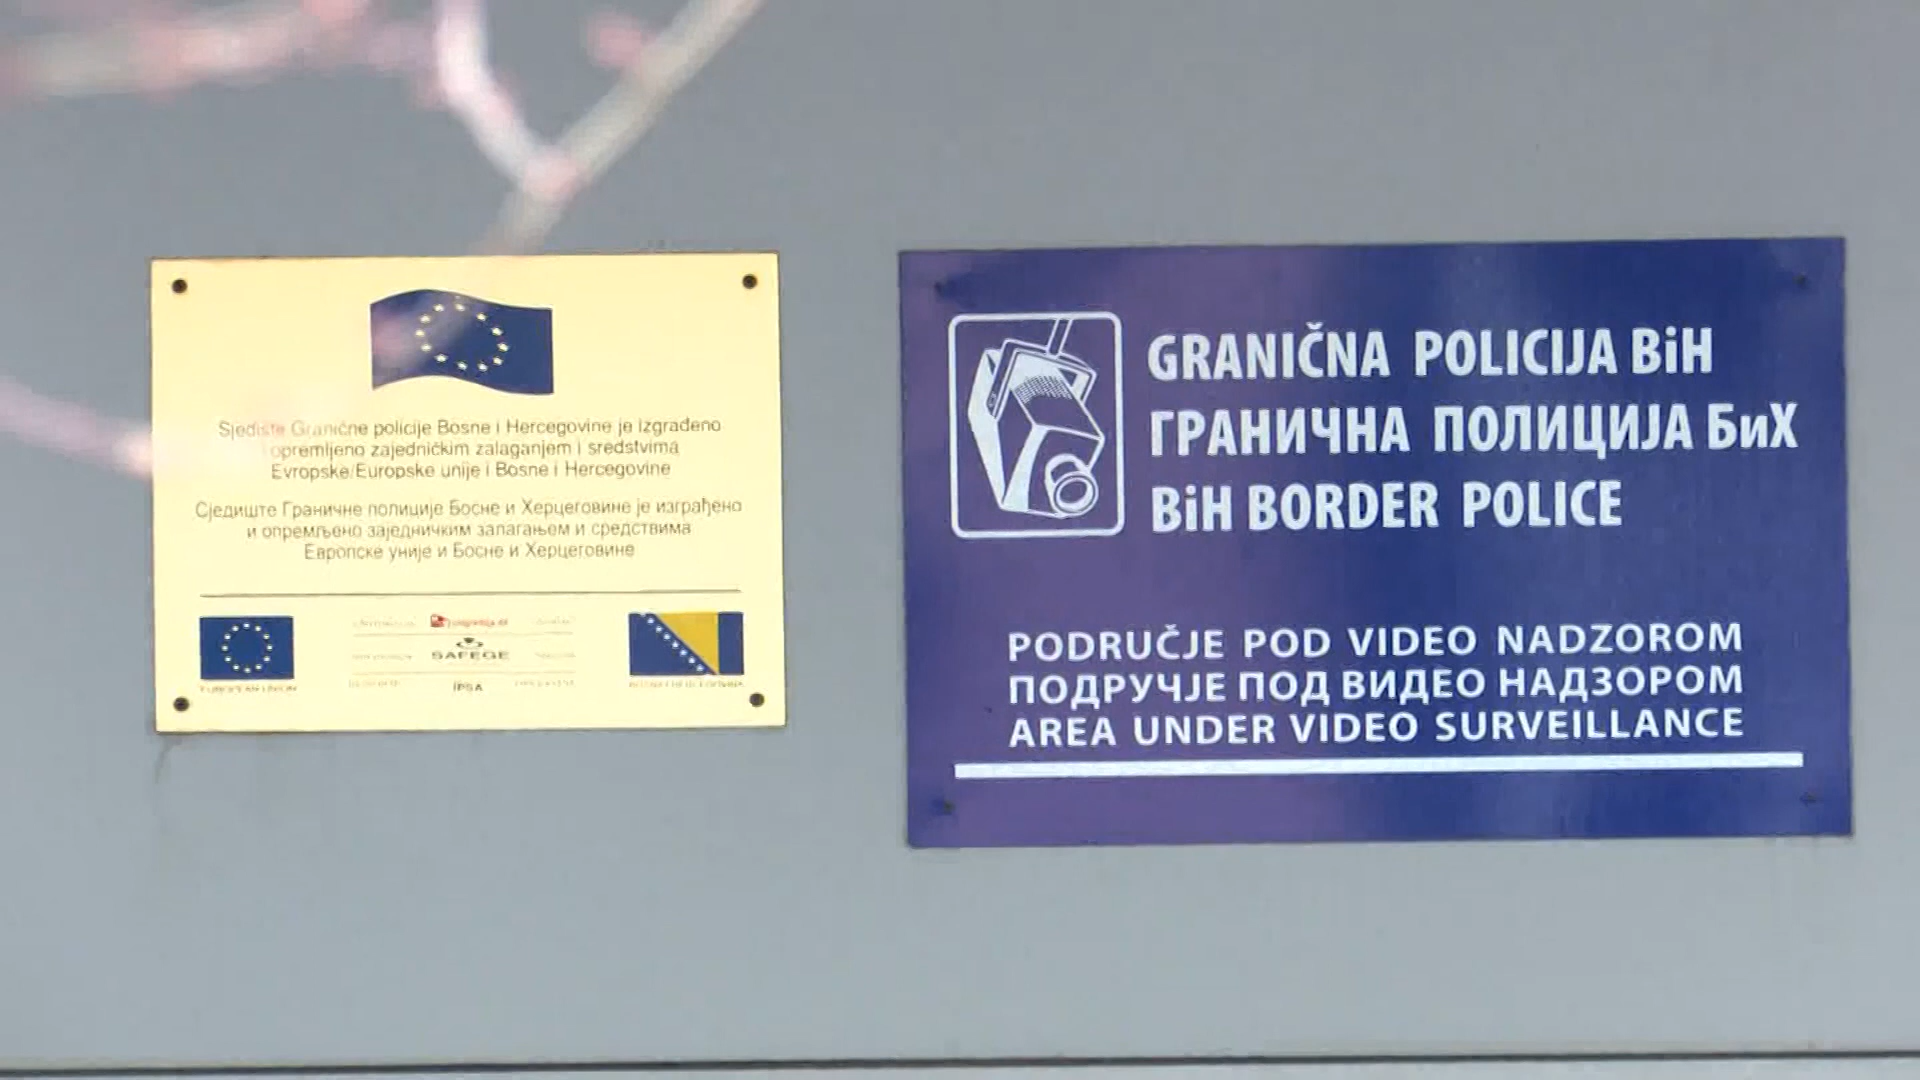 Sjedište Granične policije Bosne i Hercegovine je izgrađeno
i opremljeno zajedničkim zalaganjem i sredstvima
Evropske/Europske unije i Bosne i Hercegovine
Сједиште Граничне полиције Босне и Херцеговине је изграђено
и опремљено заједничким залагањем и средствима
Европске уније и Босне и Херцеговине
EUROPEAN UNION
SAFEGE
IPSA
GRANIČNA POLICIJA BiH
ГРАНИЧНА ПОЛИЦИЈА БиХ
BiH BORDER POLICE
PODRUČJE POD VIDEO NADZOROM
ПОДРУЧЈЕ ПОД ВИДЕО НАДЗОРОМ
AREA UNDER VIDEO SURVEILLANCE